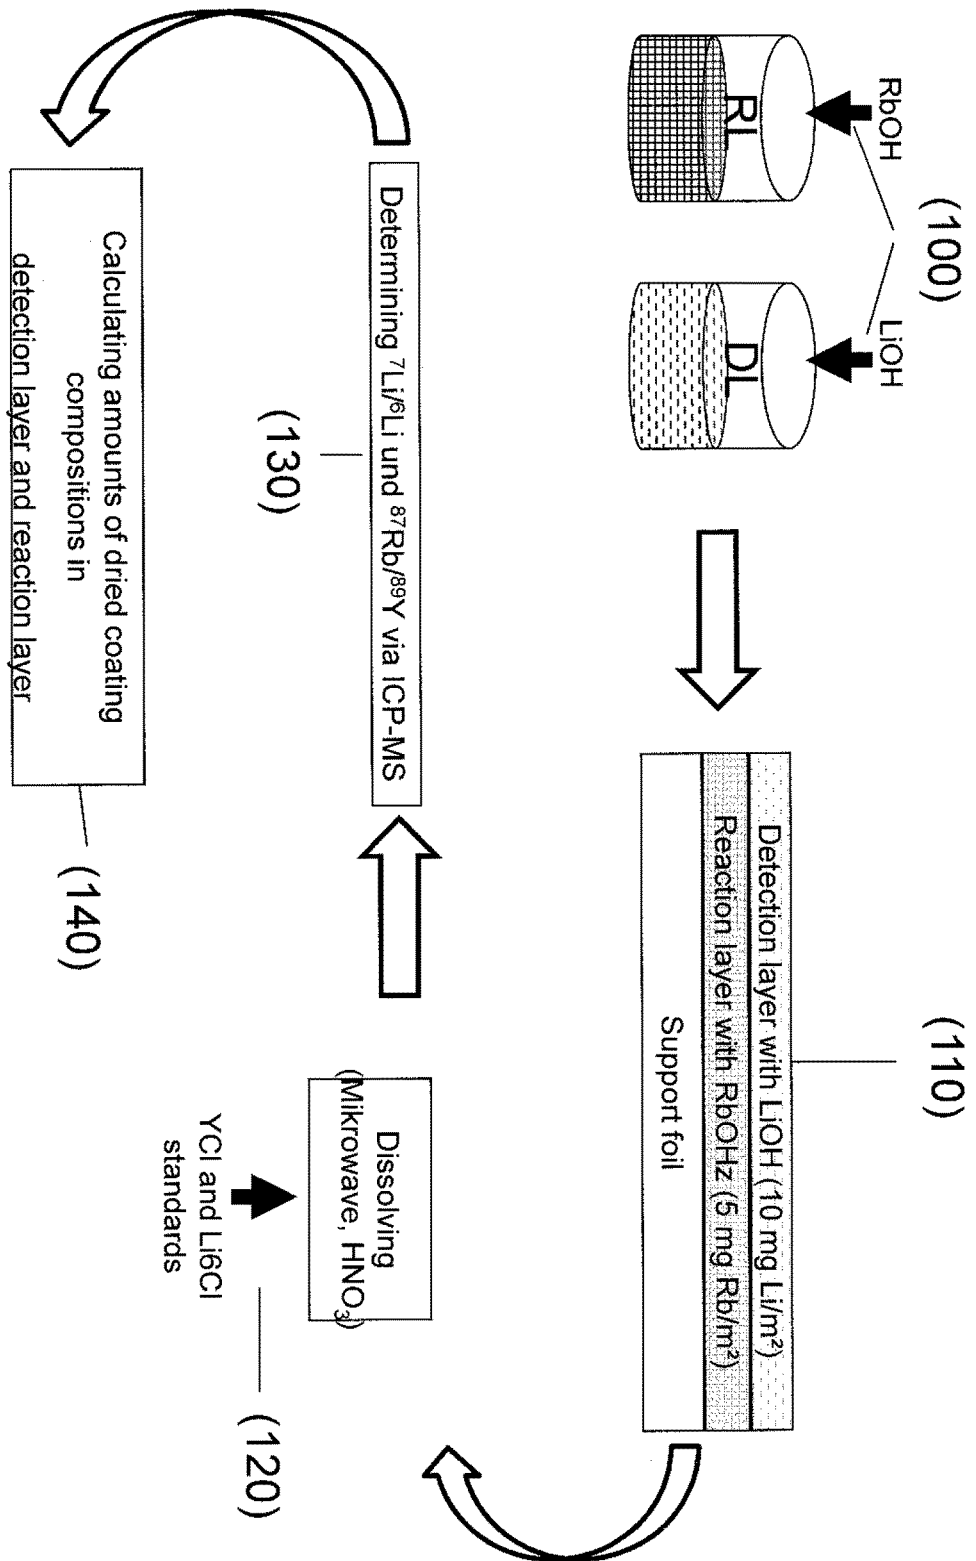 (100)
RbOH
LiOH
RL
DL
(110)
Detection layer with LiOH (10 mg Li/m²)
Reaction layer with RbOHz (5 mg Rb/m²)
Support foil
Dissolving
(Mikrowave, HNO₃)
YCl and Li6Cl
standards
(120)
Determining ⁷Li/⁶Li und ⁸⁷Rb/⁸⁹Y via ICP-MS
(130)
Calculating amounts of dried coating
compositions in
detection layer and reaction layer
(140)